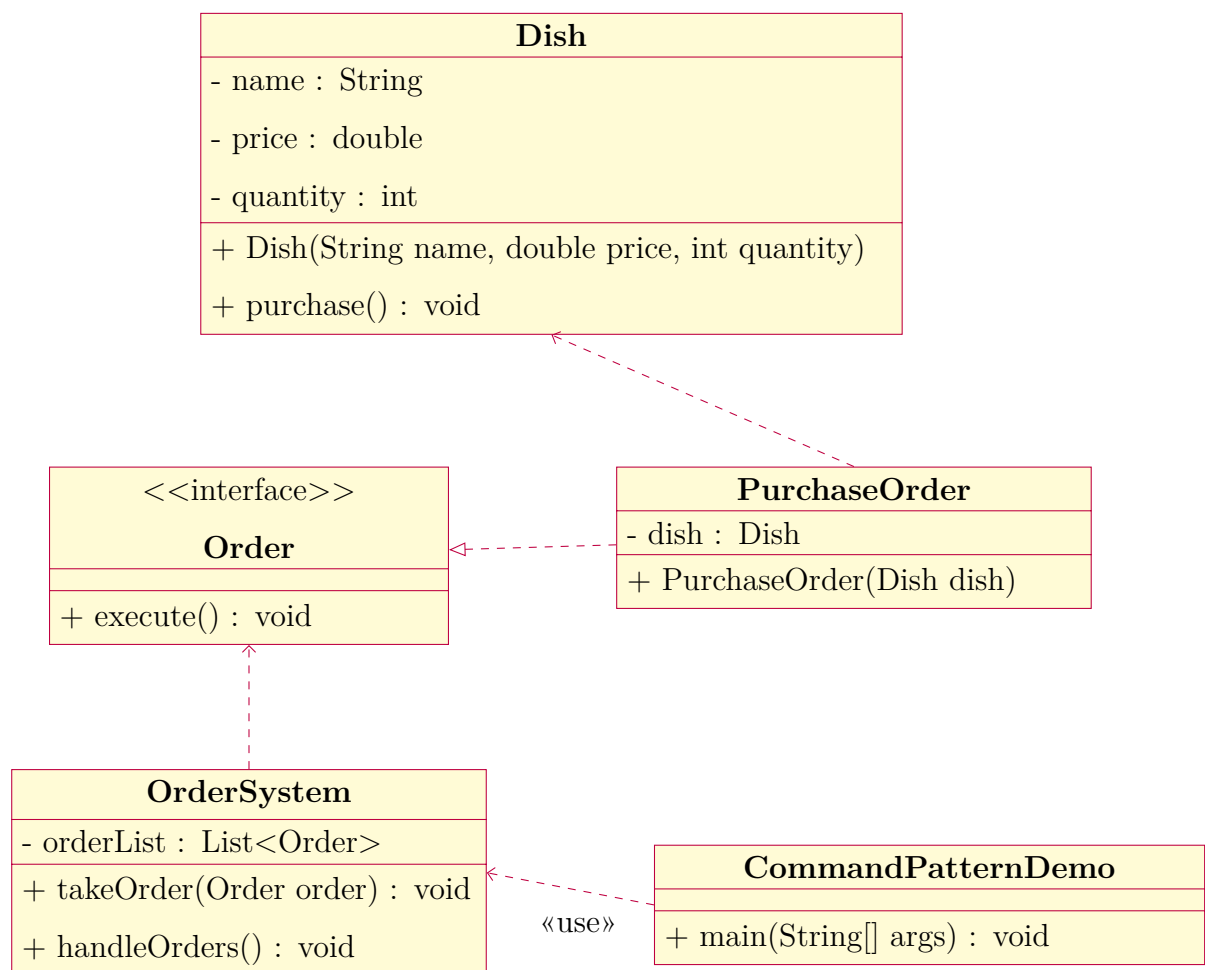 Dish
- name : String
- price : double
- quantity : int
+ Dish(String name, double price, int quantity)
+ purchase() : void
<<interface>>
Order
+ execute() : void
PurchaseOrder
- dish : Dish
+ PurchaseOrder(Dish dish)
OrderSystem
- orderList : List<Order>
+ takeOrder(Order order) : void
+ handleOrders() : void
«use»
CommandPatternDemo
+ main(String[] args) : void